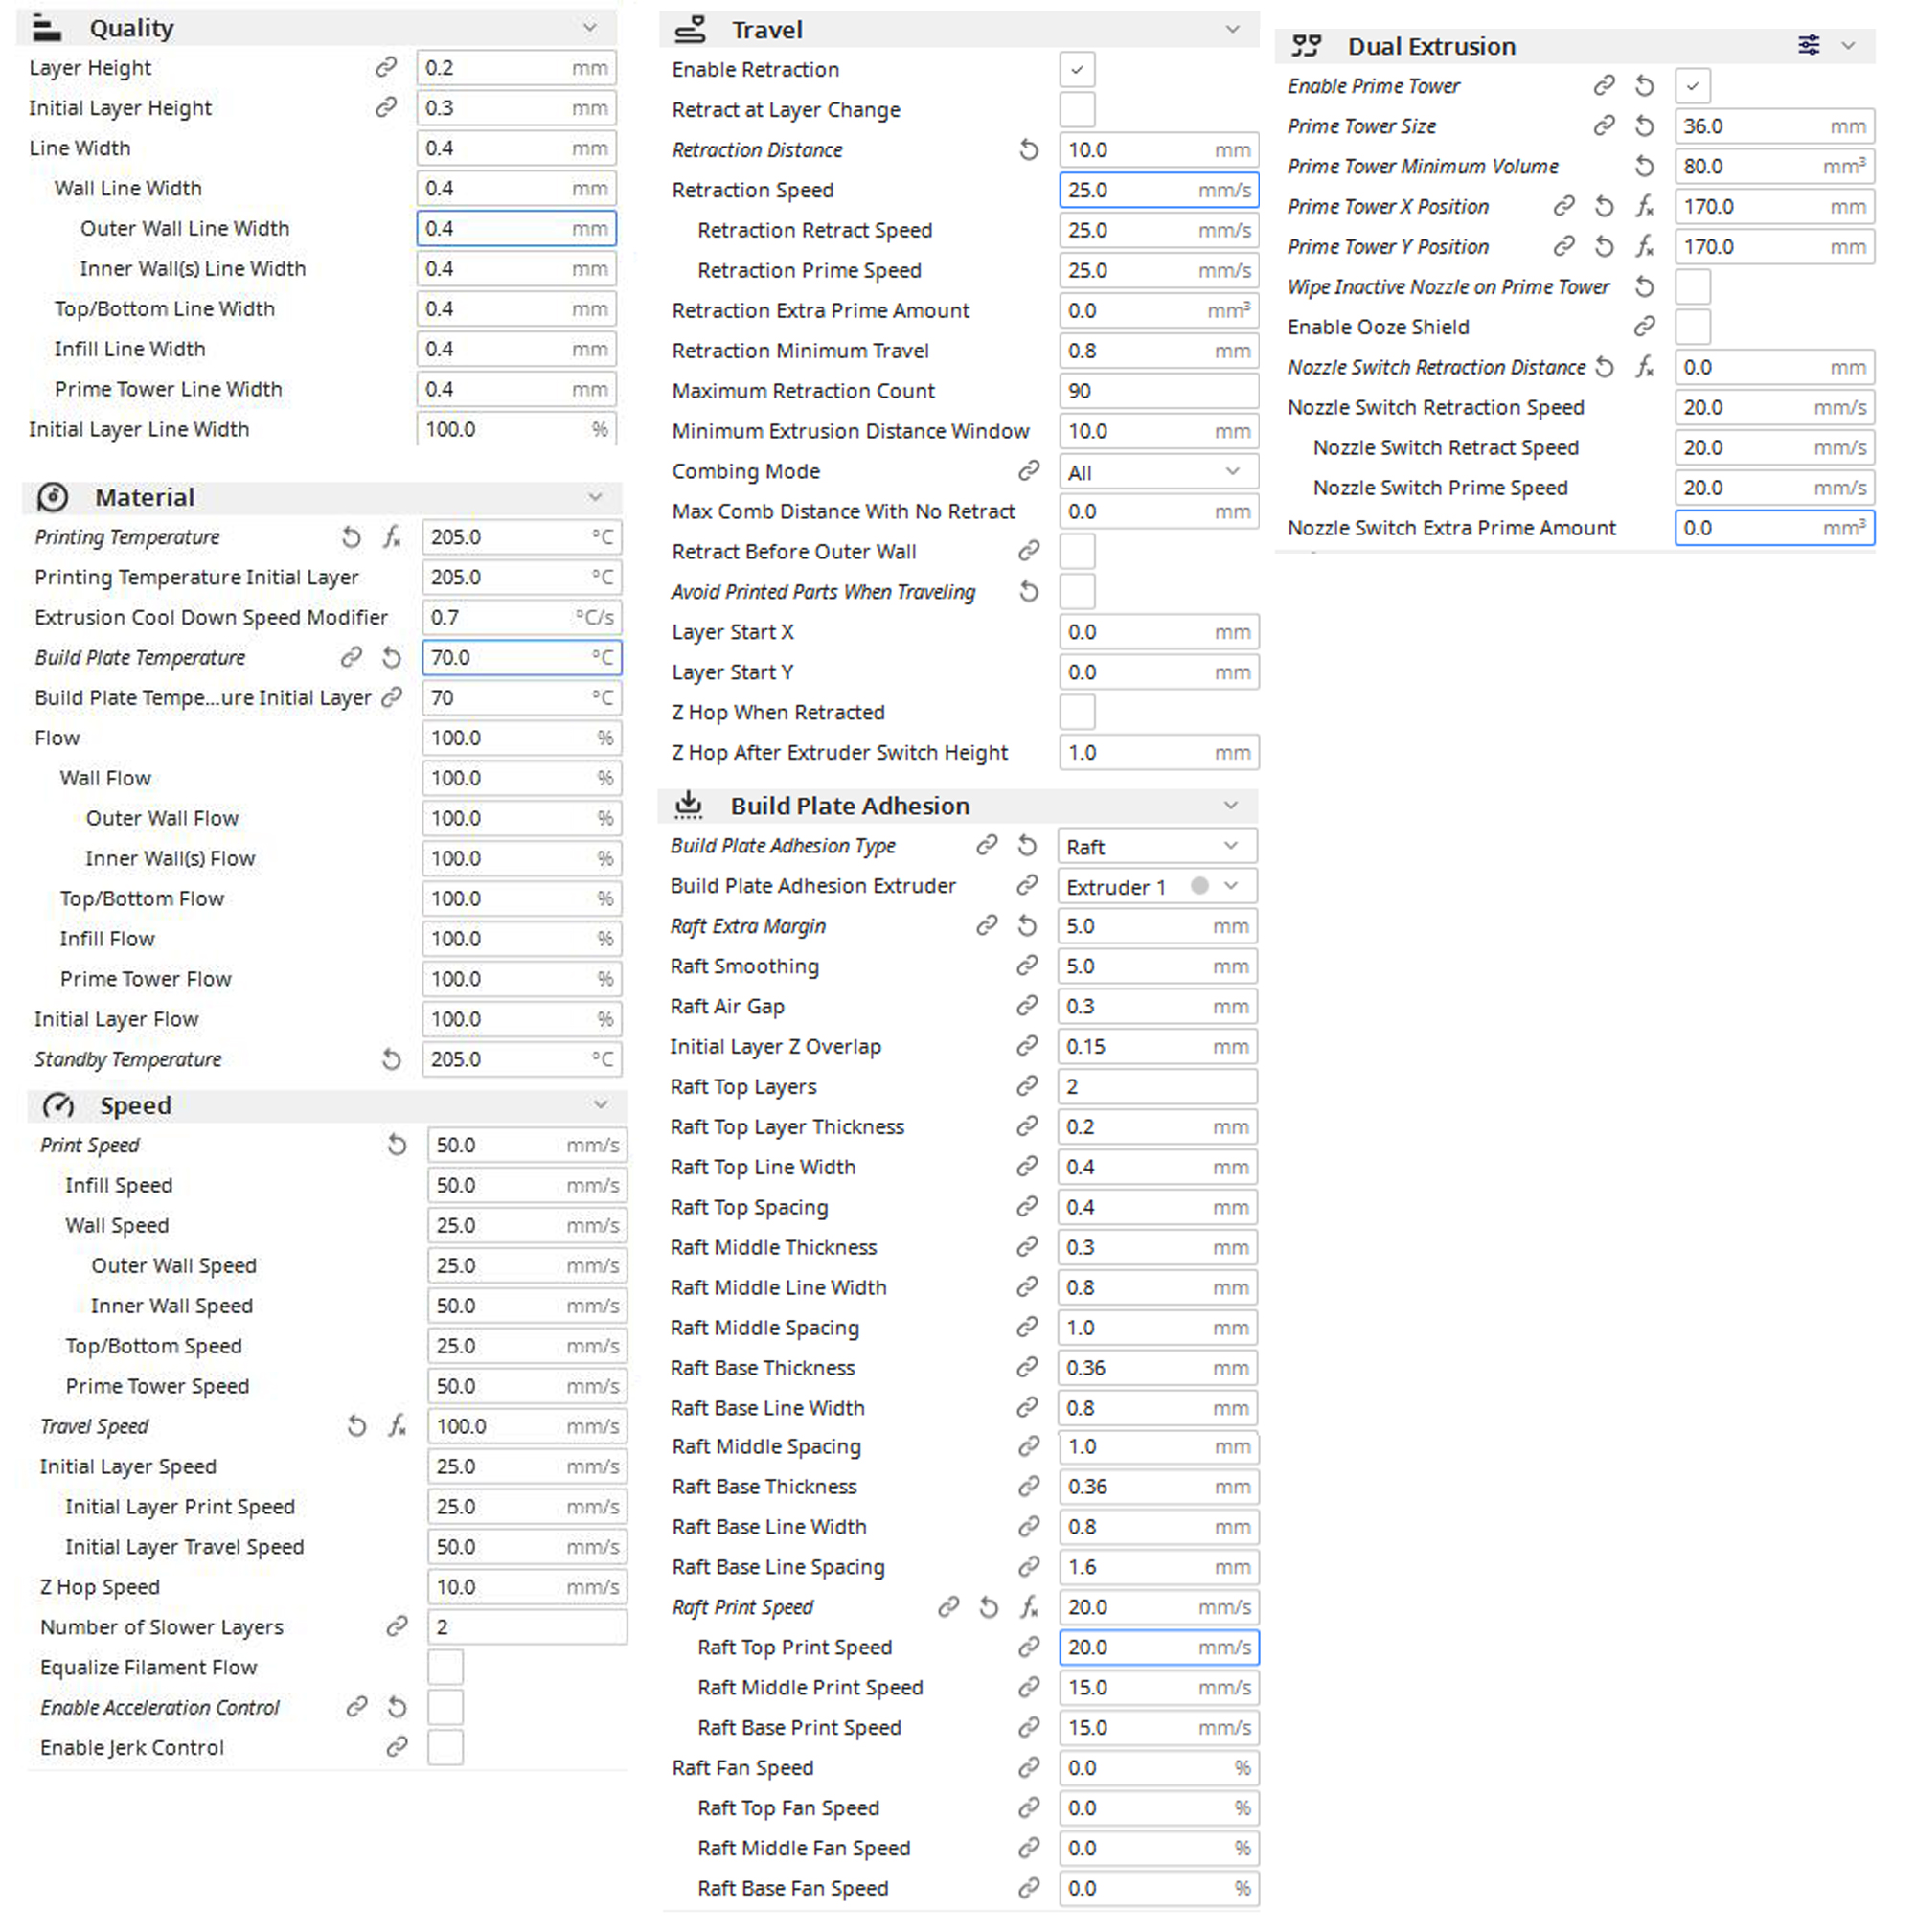 Quality
Layer Height 0.2 mm
Initial Layer Height 0.3 mm
Line Width 0.4 mm
Wall Line Width 0.4 mm
Outer Wall Line Width 0.4 mm
Inner Wall(s) Line Width 0.4 mm
Top/Bottom Line Width 0.4 mm
Infill Line Width 0.4 mm
Prime Tower Line Width 0.4 mm
Initial Layer Line Width 100.0 %
Material
Printing Temperature 205.0 °C
Printing Temperature Initial Layer 205.0 °C
Extrusion Cool Down Speed Modifier 0.7 °C/s
Build Plate Temperature 70.0 °C
Build Plate Tempe...ure Initial Layer 70 °C
Flow 100.0 %
Wall Flow 100.0 %
Outer Wall Flow 100.0 %
Inner Wall(s) Flow 100.0 %
Top/Bottom Flow 100.0 %
Infill Flow 100.0 %
Prime Tower Flow 100.0 %
Initial Layer Flow 100.0 %
Standby Temperature 205.0 °C
Speed
Print Speed 50.0 mm/s
Infill Speed 50.0 mm/s
Wall Speed 25.0 mm/s
Outer Wall Speed 25.0 mm/s
Inner Wall Speed 50.0 mm/s
Top/Bottom Speed 25.0 mm/s
Prime Tower Speed 50.0 mm/s
Travel Speed 100.0 mm/s
Initial Layer Speed 25.0 mm/s
Initial Layer Print Speed 25.0 mm/s
Initial Layer Travel Speed 50.0 mm/s
Z Hop Speed 10.0 mm/s
Number of Slower Layers 2
Equalize Filament Flow
Enable Acceleration Control
Enable Jerk Control
Travel
Enable Retraction
Retract at Layer Change
Retraction Distance 10.0 mm
Retraction Speed 25.0 mm/s
Retraction Retract Speed 25.0 mm/s
Retraction Prime Speed 25.0 mm/s
Retraction Extra Prime Amount 0.0 mm³
Retraction Minimum Travel 0.8 mm
Maximum Retraction Count 90
Minimum Extrusion Distance Window 10.0 mm
Combing Mode All
Max Comb Distance With No Retract 0.0 mm
Retract Before Outer Wall
Avoid Printed Parts When Traveling
Layer Start X 0.0 mm
Layer Start Y 0.0 mm
Z Hop When Retracted
Z Hop After Extruder Switch Height 1.0 mm
Build Plate Adhesion
Build Plate Adhesion Type Raft
Build Plate Adhesion Extruder Extruder 1
Raft Extra Margin 5.0 mm
Raft Smoothing 5.0 mm
Raft Air Gap 0.3 mm
Initial Layer Z Overlap 0.15 mm
Raft Top Layers 2
Raft Top Layer Thickness 0.2 mm
Raft Top Line Width 0.4 mm
Raft Top Spacing 0.4 mm
Raft Middle Thickness 0.3 mm
Raft Middle Line Width 0.8 mm
Raft Middle Spacing 1.0 mm
Raft Base Thickness 0.36 mm
Raft Base Line Width 0.8 mm
Raft Middle Spacing 1.0 mm
Raft Base Thickness 0.36 mm
Raft Base Line Width 0.8 mm
Raft Base Line Spacing 1.6 mm
Raft Print Speed 20.0 mm/s
Raft Top Print Speed 20.0 mm/s
Raft Middle Print Speed 15.0 mm/s
Raft Base Print Speed 15.0 mm/s
Raft Fan Speed 0.0 %
Raft Top Fan Speed 0.0 %
Raft Middle Fan Speed 0.0 %
Raft Base Fan Speed 0.0 %
Dual Extrusion
Enable Prime Tower
Prime Tower Size 36.0 mm
Prime Tower Minimum Volume 80.0 mm³
Prime Tower X Position 170.0 mm
Prime Tower Y Position 170.0 mm
Wipe Inactive Nozzle on Prime Tower
Enable Ooze Shield
Nozzle Switch Retraction Distance 0.0 mm
Nozzle Switch Retraction Speed 20.0 mm/s
Nozzle Switch Retract Speed 20.0 mm/s
Nozzle Switch Prime Speed 20.0 mm/s
Nozzle Switch Extra Prime Amount 0.0 mm³